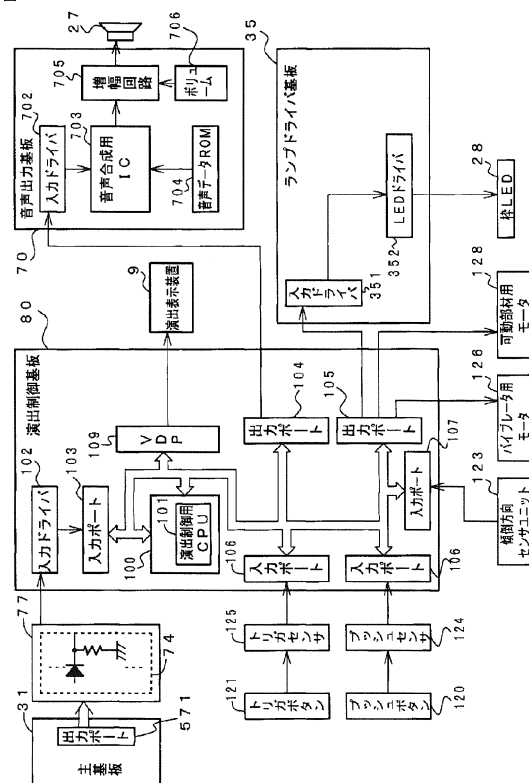 31
主基板
出力ポート
571
77
74
80
演出制御基板
102
入力ドライバ
103
入力ポート
101
演出制御用
CPU
100
109
VDP
9
演出表示装置
104
出力ポート
105
出力ポート
106
入力ポート
106
入力ポート
107
入力ポート
121
トリガボタン
125
トリガセンサ
120
プッシュボタン
124
プッシュセンサ
123
傾倒方向
センサユニット
126
バイブレータ用
モータ
128
可動部材用
モータ
70
音声出力基板
702
入力ドライバ
703
音声合成用
IC
704
音声データROM
705
増幅
回路
706
ボリュ
ーム
27
35
ランプドライバ基板
351
入力ドライバ
352
LEDドライバ
28
枠LED